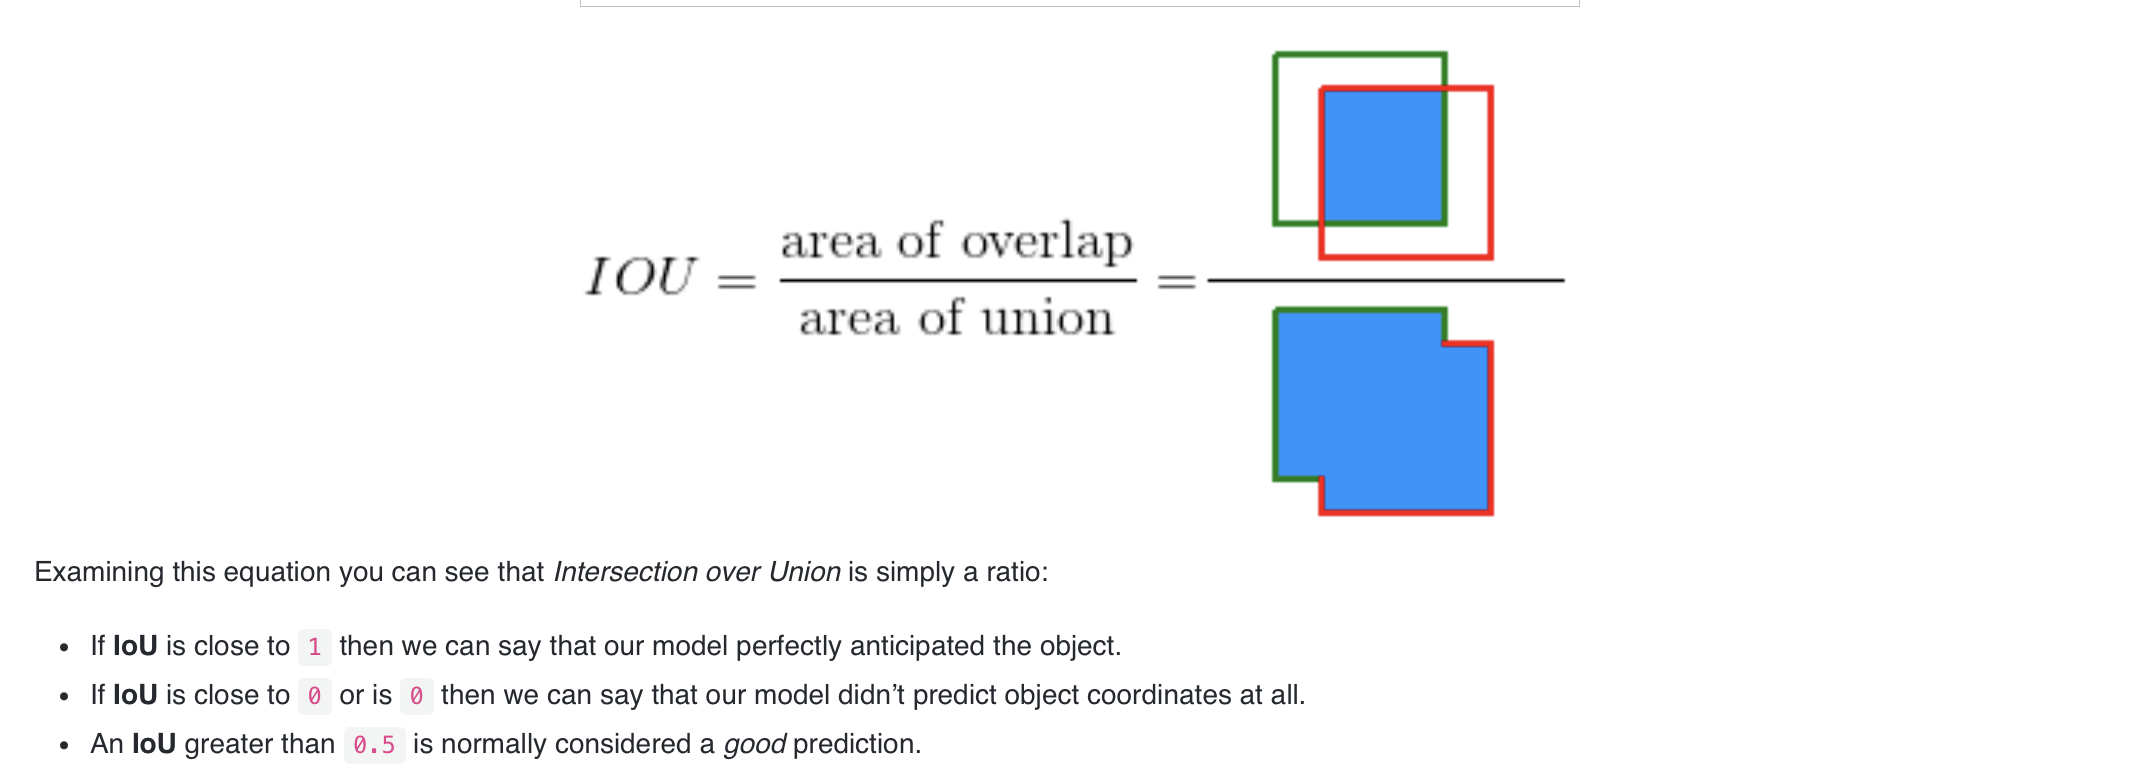 IOU = area of overlap / area of union =
Examining this equation you can see that Intersection over Union is simply a ratio:
• If IoU is close to 1 then we can say that our model perfectly anticipated the object.
• If IoU is close to 0 or is 0 then we can say that our model didn’t predict object coordinates at all.
• An IoU greater than 0.5 is normally considered a good prediction.